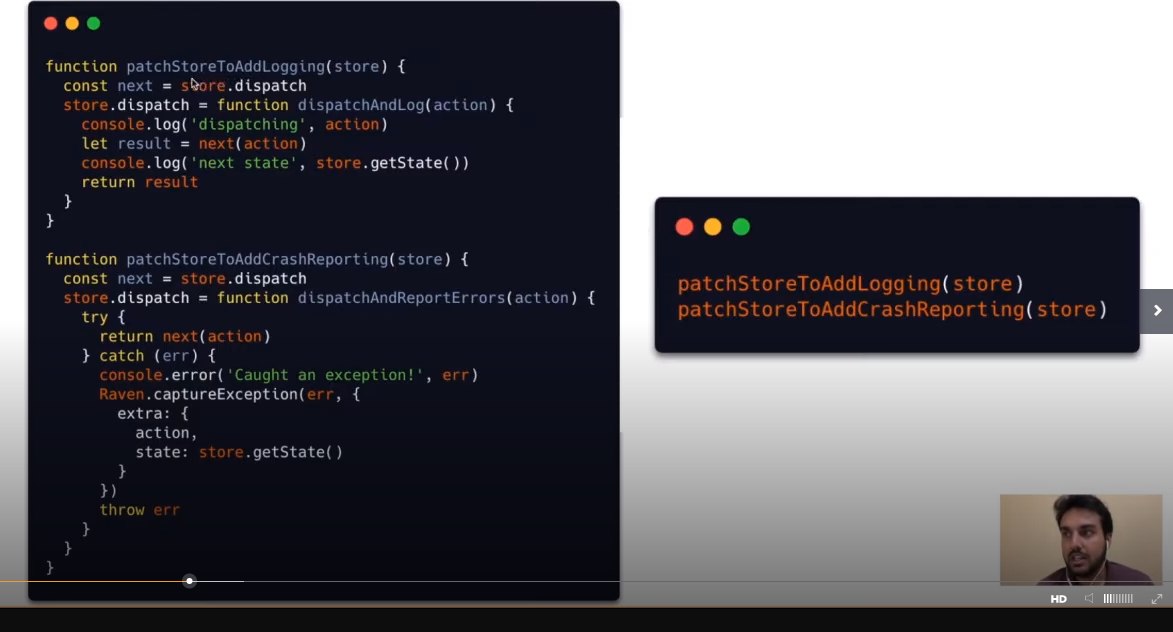 function patchStoreToAddLogging(store) {
const next = store.dispatch
store.dispatch = function dispatchAndLog(action) {
console.log('dispatching', action)
let result = next(action)
console.log('next state', store.getState())
return result
}
}
function patchStoreToAddCrashReporting(store) {
const next = store.dispatch
store.dispatch = function dispatchAndReportErrors(action) {
try {
return next(action)
} catch (err) {
console.error('Caught an exception!', err)
Raven.captureException(err, {
extra: {
action,
state: store.getState()
}
})
throw err
}
}
}
patchStoreToAddLogging(store)
patchStoreToAddCrashReporting(store)
HD